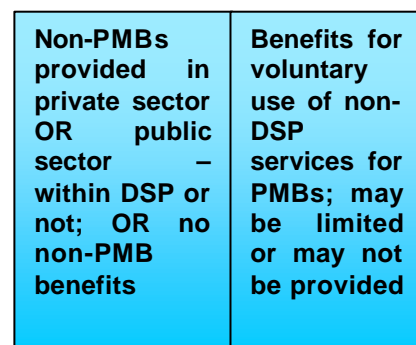 Non-PMBs
provided in
private sector
OR public
sector –
within DSP or
not; OR no
non-PMB
benefits
Benefits for
voluntary
use of non-
DSP
services for
PMBs; may
be limited
or may not
be provided